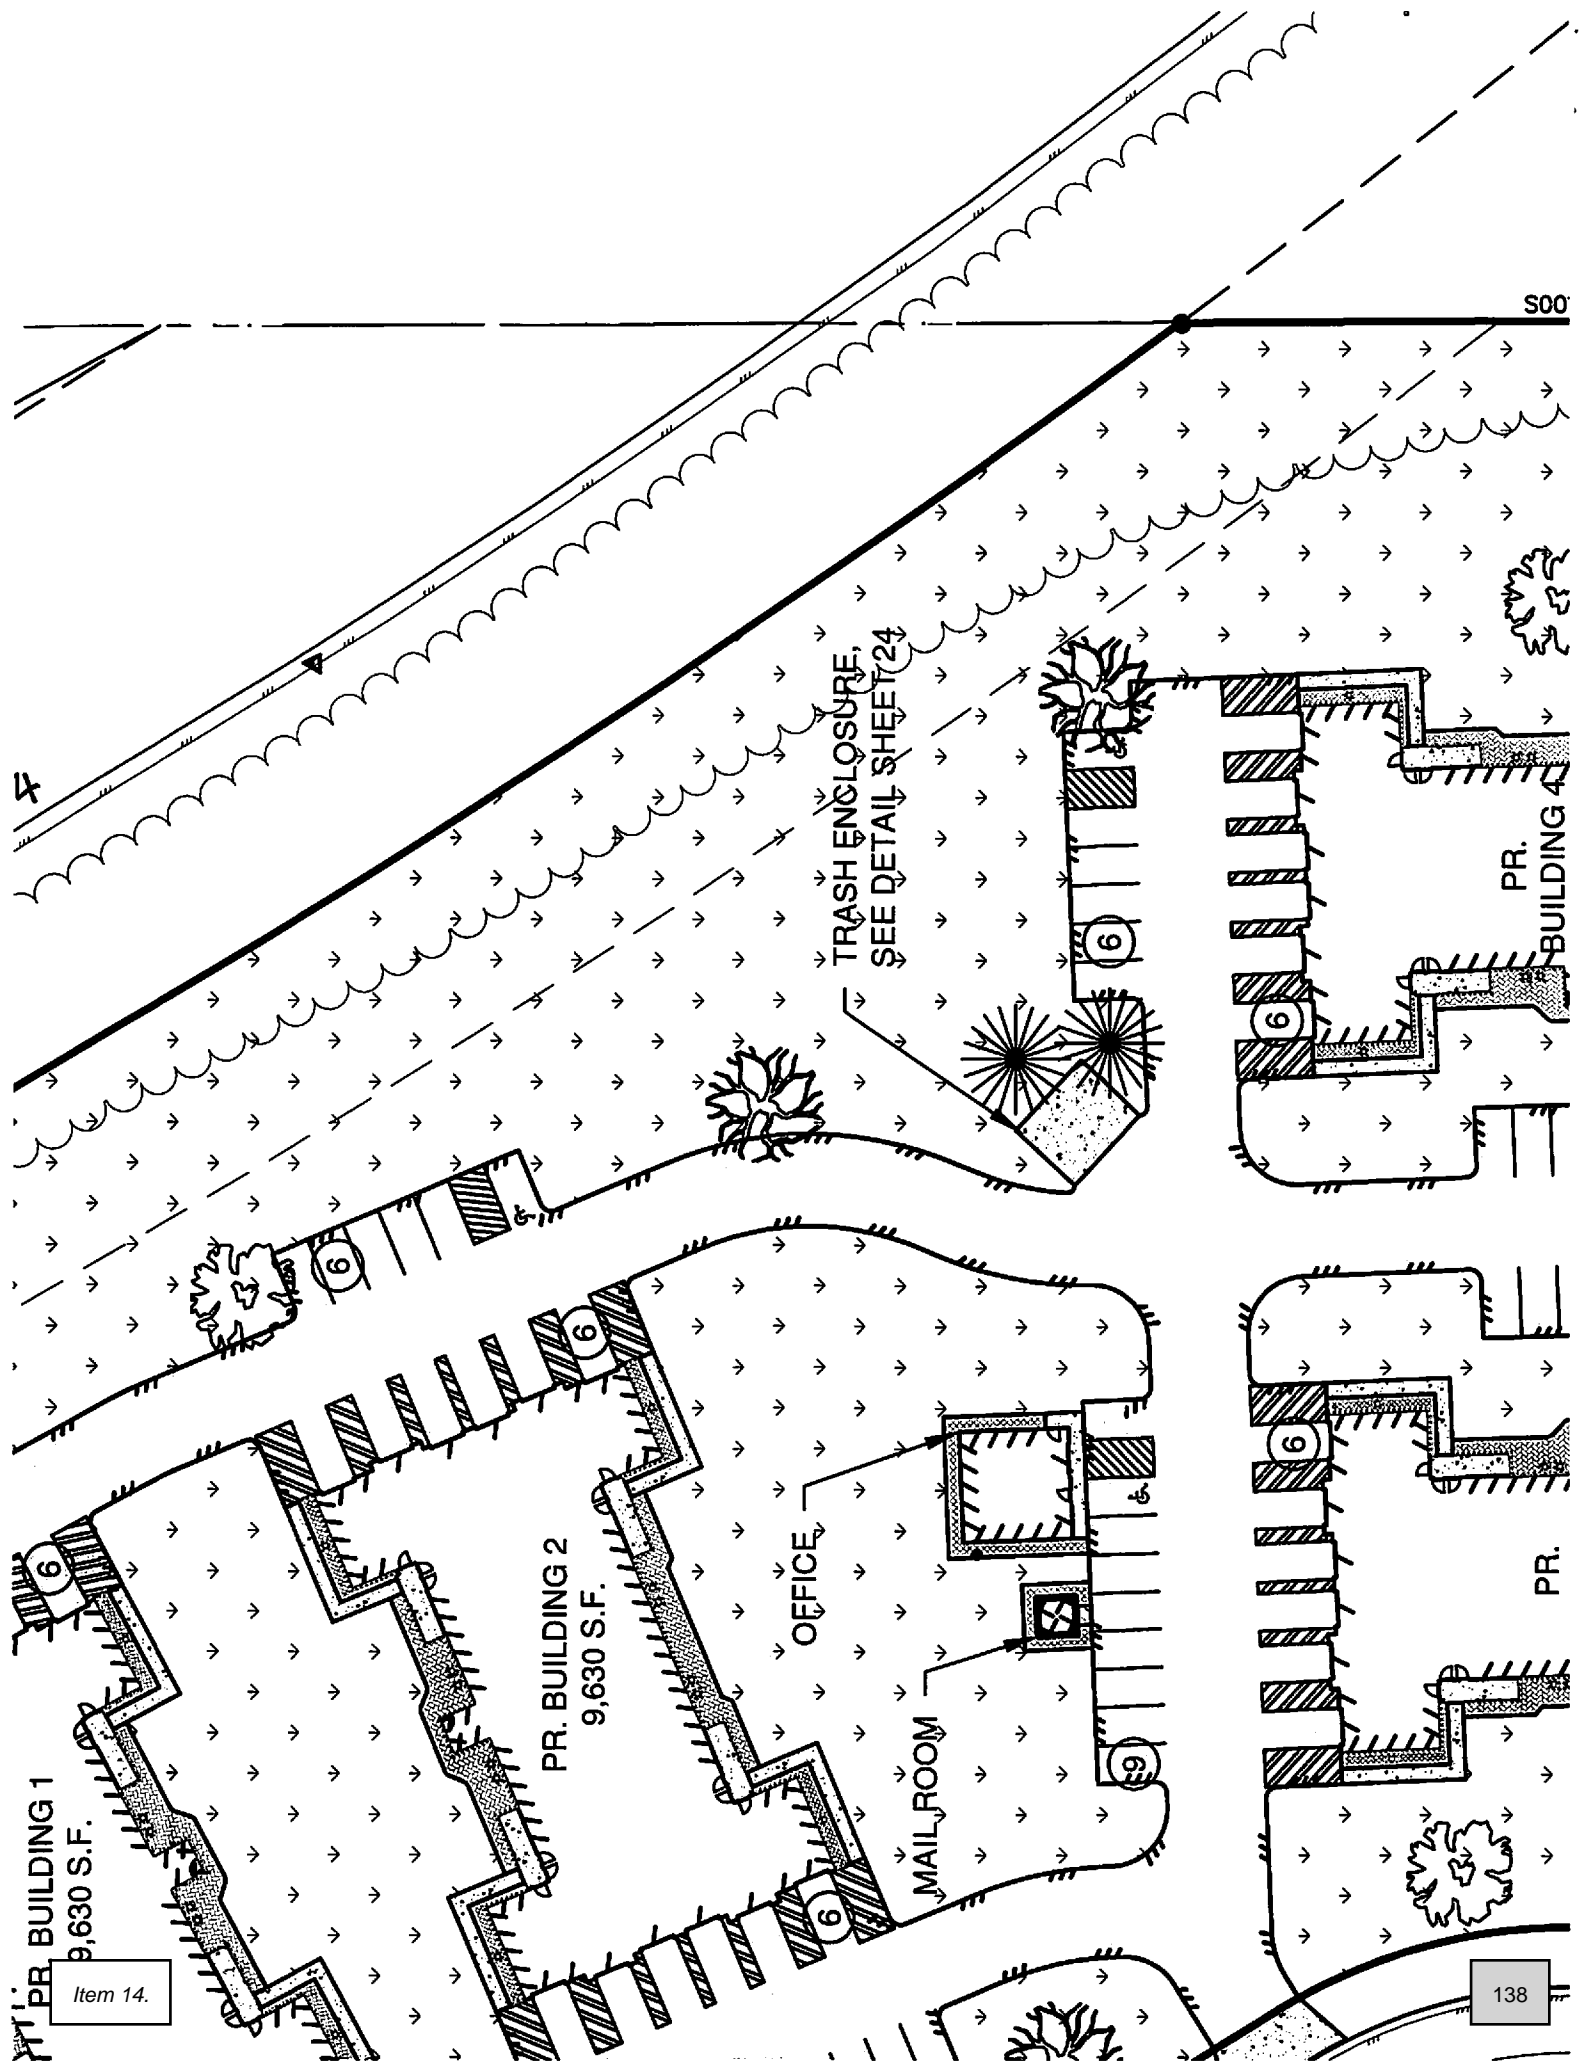 S00
4
TRASH ENCLOSURE,
SEE DETAIL SHEET 24
6
6
PR.
BUILDING 4
6
6
6
6
PR. BUILDING 2
9,630 S.F.
OFFICE
MAIL ROOM
PR.
9
6
PR. BUILDING 1
9,630 S.F.
Item 14.
138